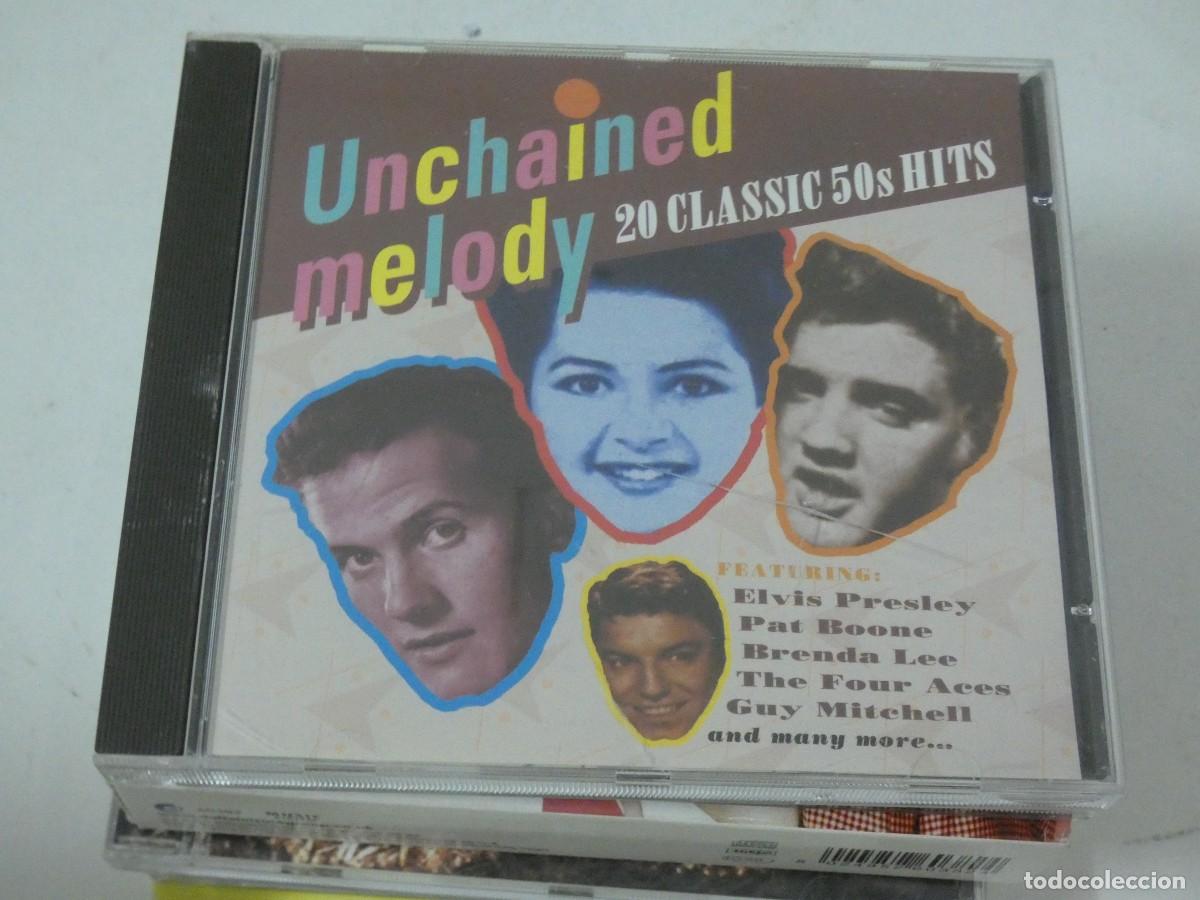 Unchained
melody
20 CLASSIC 50s HITS
FEATURING:
Elvis Presley
Pat Boone
Brenda Lee
The Four Aces
Guy Mitchell
and many more...
todocoleccion